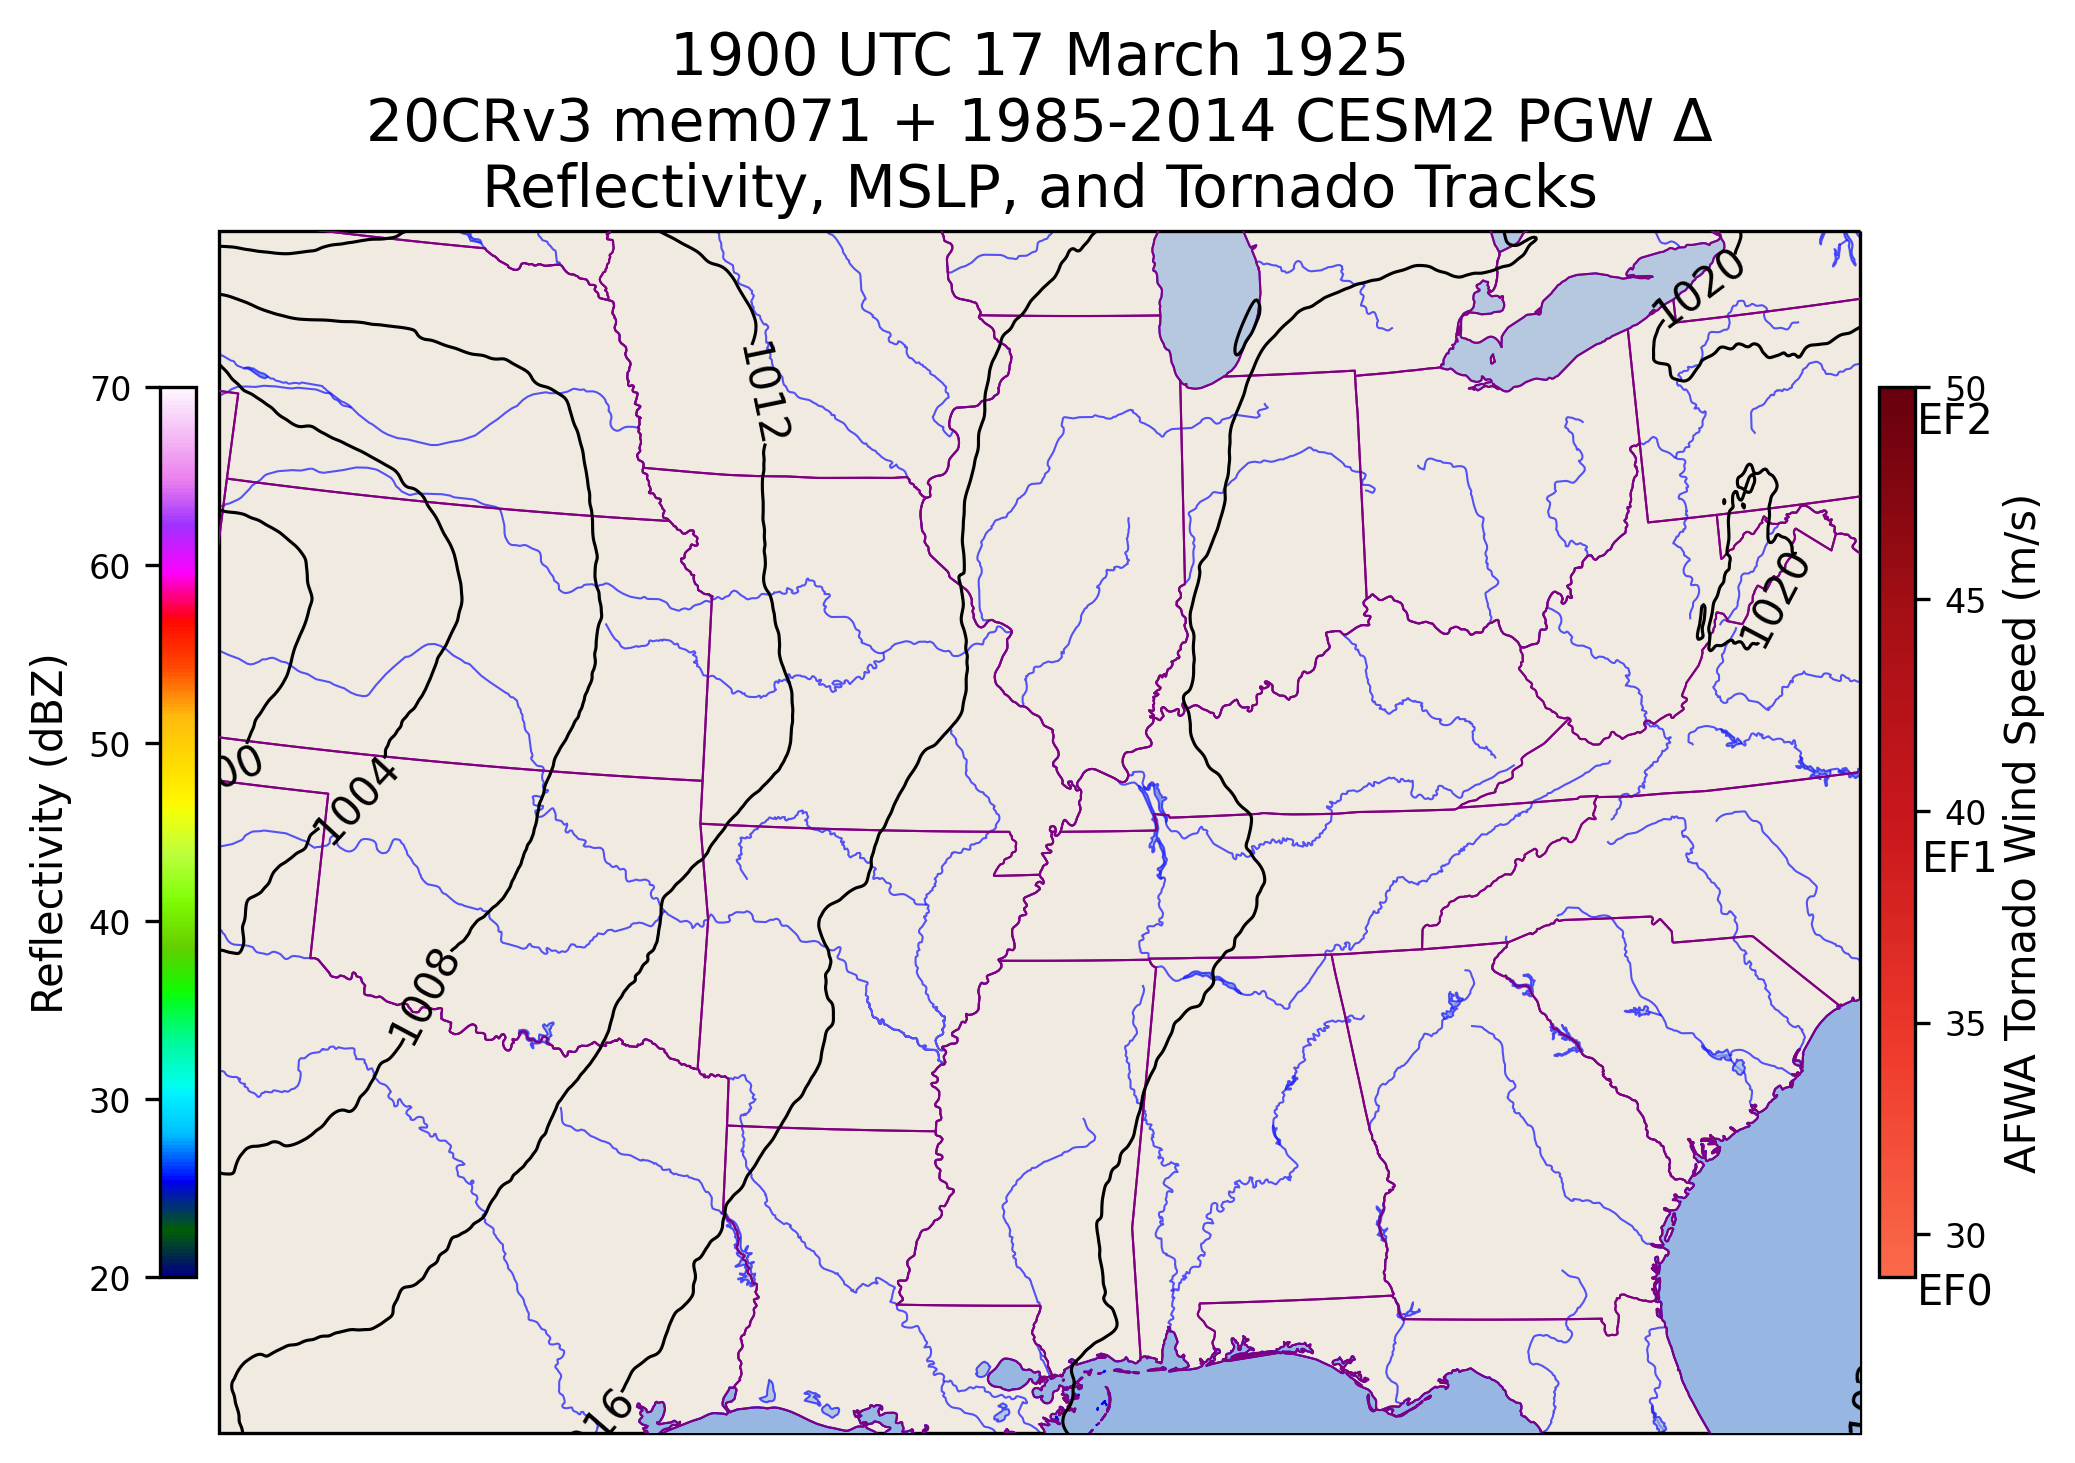 1900 UTC 17 March 1925
20CRv3 mem071 + 1985-2014 CESM2 PGW Δ
Reflectivity, MSLP, and Tornado Tracks
1020
1012
1020
00
1004
1008
16
70
60
50
40
30
20
Reflectivity (dBZ)
50
EF2
45
40
EF1
35
30
EF0
AFWA Tornado Wind Speed (m/s)